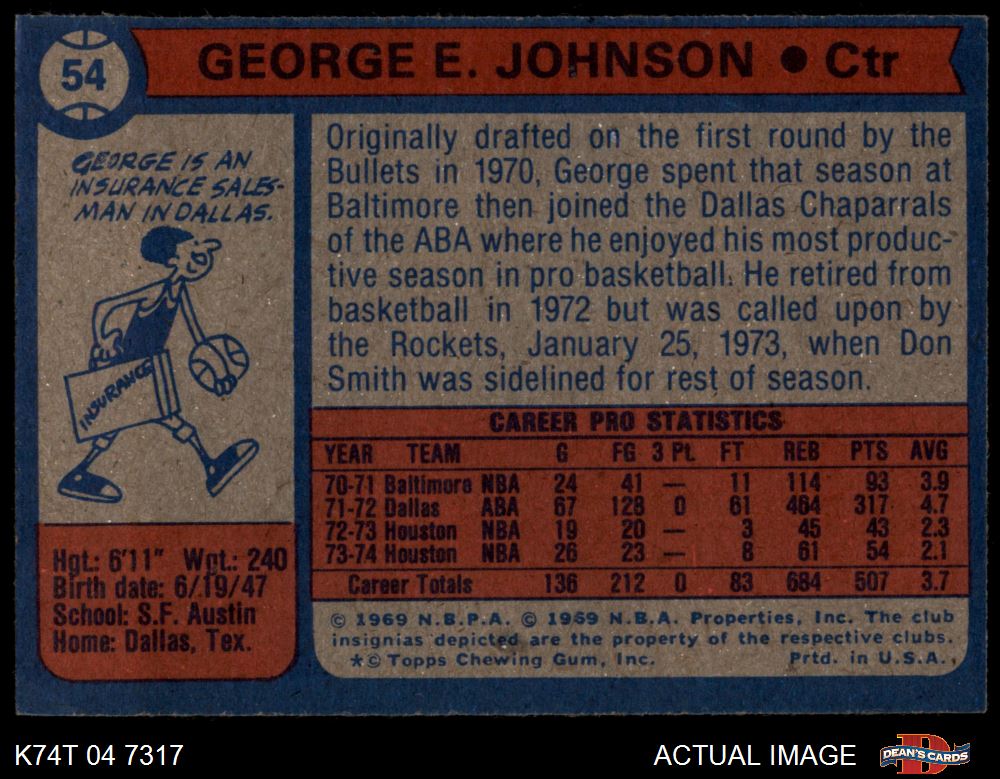 54
GEORGE E. JOHNSON ● Ctr
GEORGE IS AN
INSURANCE SALES-
MAN IN DALLAS.
INSURANCE
Hgt.: 6'11" Wgt.: 240
Birth date: 6/19/47
School: S.F. Austin
Home: Dallas, Tex.
Originally drafted on the first round by the
Bullets in 1970, George spent that season at
Baltimore then joined the Dallas Chaparrals
of the ABA where he enjoyed his most produc-
tive season in pro basketball. He retired from
basketball in 1972 but was called upon by
the Rockets, January 25, 1973, when Don
Smith was sidelined for rest of season.
CAREER PRO STATISTICS
YEAR TEAM G FG 3 Pt. FT REB PTS AVG
70-71 Baltimore NBA 24 41 — 11 114 93 3.9
71-72 Dallas ABA 67 128 0 61 464 317 4.7
72-73 Houston NBA 19 20 — 3 45 43 2.3
73-74 Houston NBA 26 23 — 8 61 54 2.1
Career Totals 136 212 0 83 684 507 3.7
© 1969 N.B.P.A. © 1969 N.B.A. Properties, Inc. The club
insignias depicted are the property of the respective clubs.
★© Topps Chewing Gum, Inc. Prtd. in U.S.A.
K74T 04 7317
ACTUAL IMAGE
D
DEAN'S CARDS